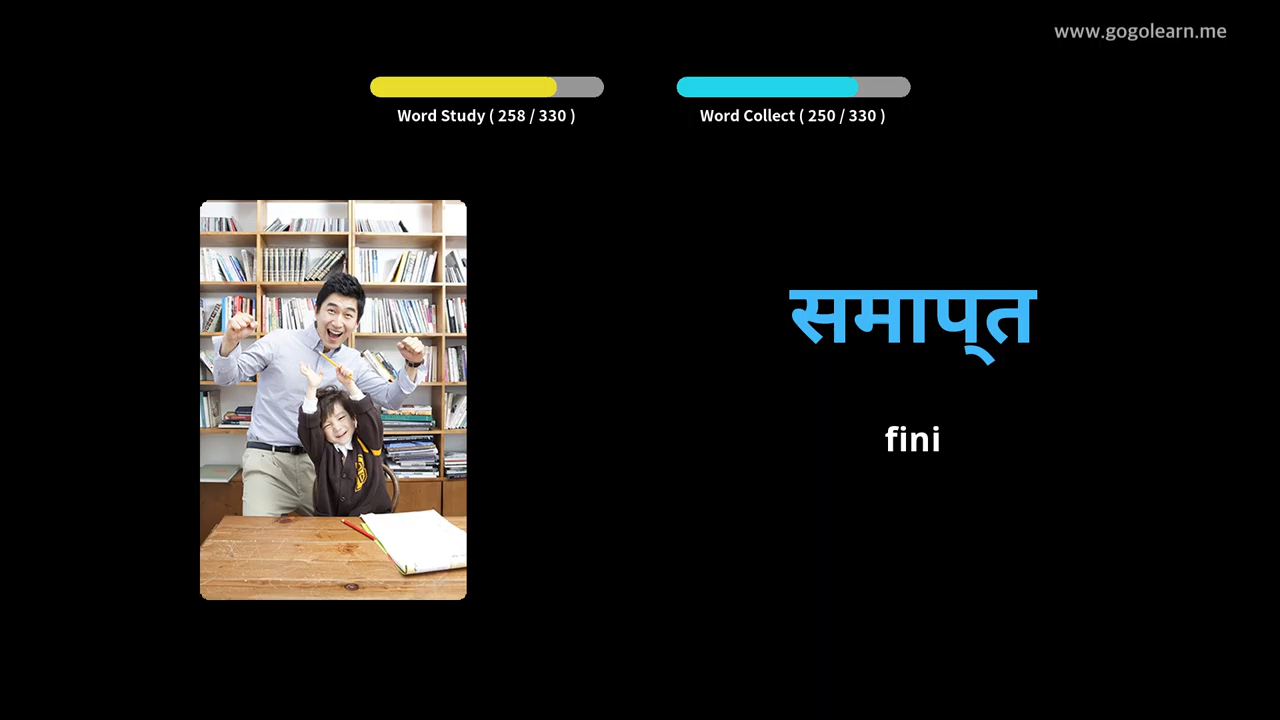 www.gogolearn.me
Word Study ( 258 / 330 )
Word Collect ( 250 / 330 )
समाप्‌त
fini